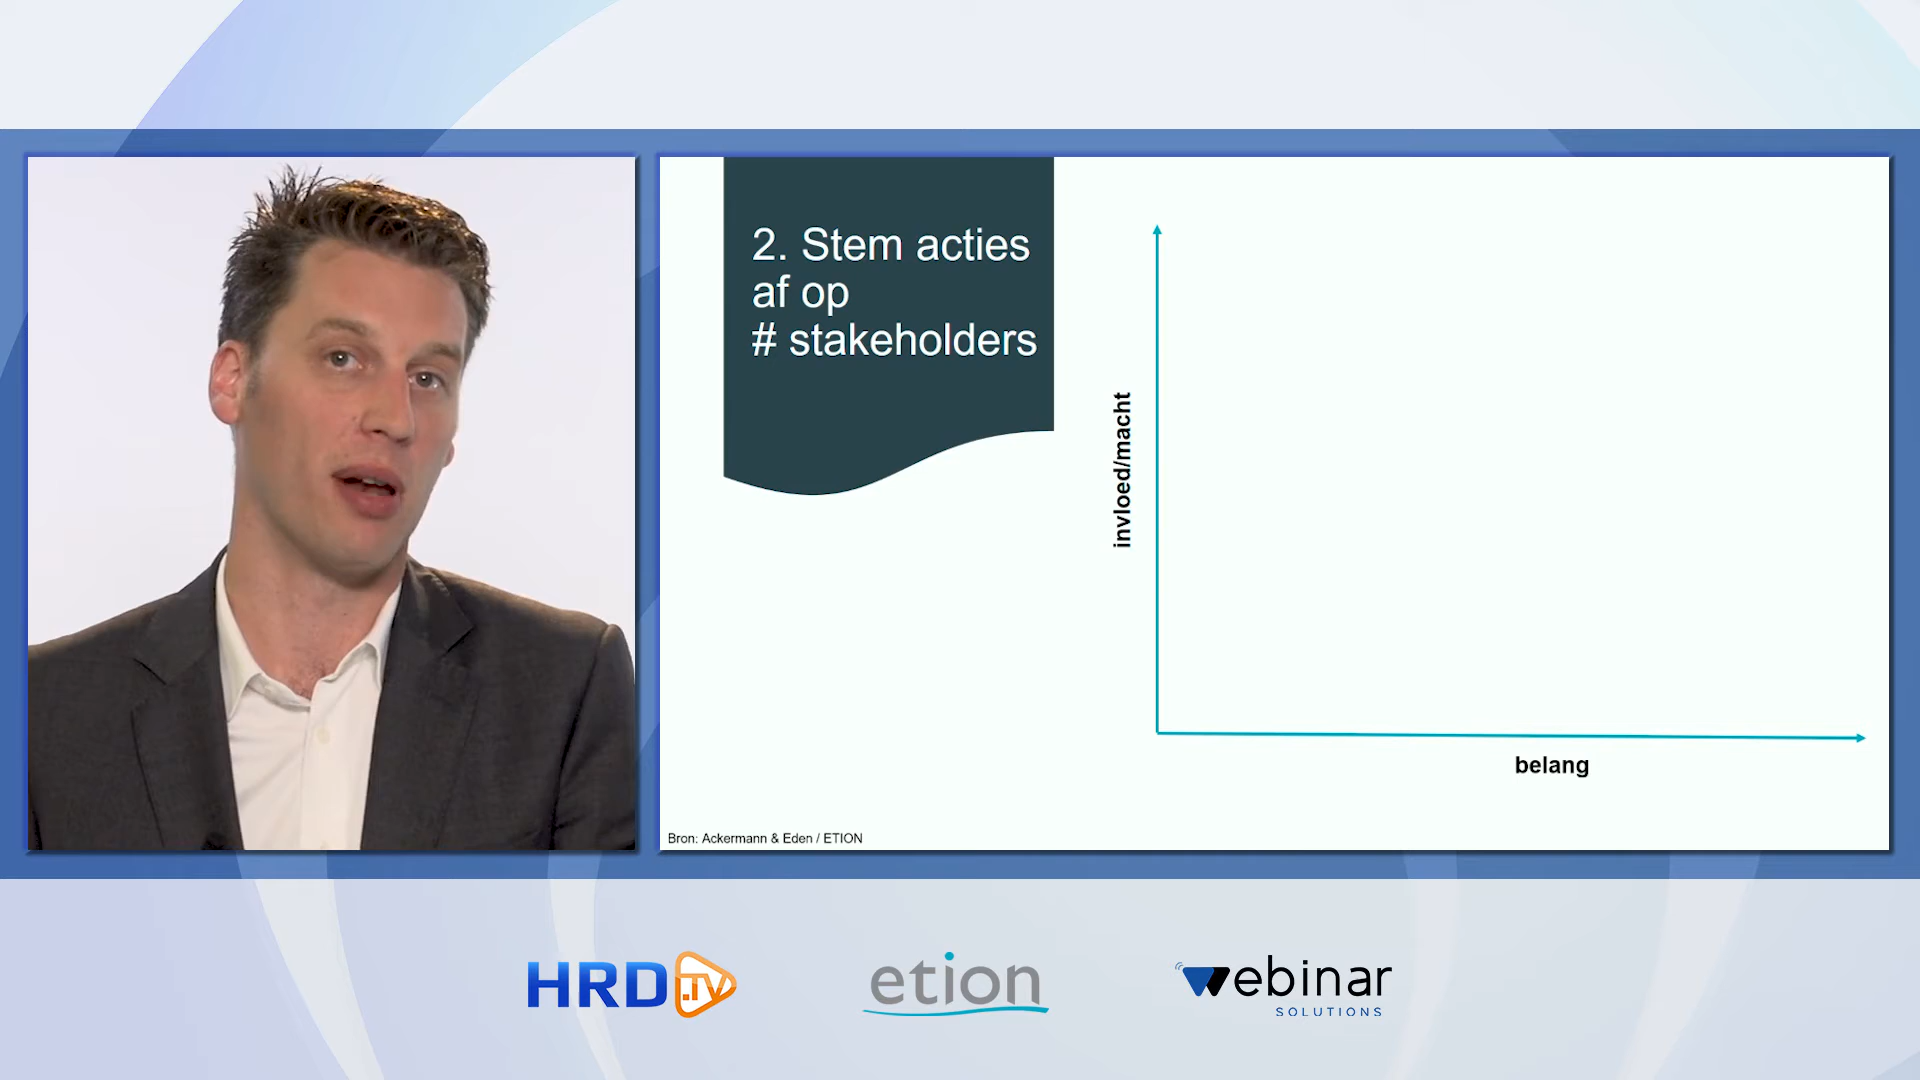 2. Stem acties
af op
# stakeholders
invloed/macht
belang
Bron: Ackermann & Eden / ETION
HRD.TV
etion
Webinar
SOLUTIONS